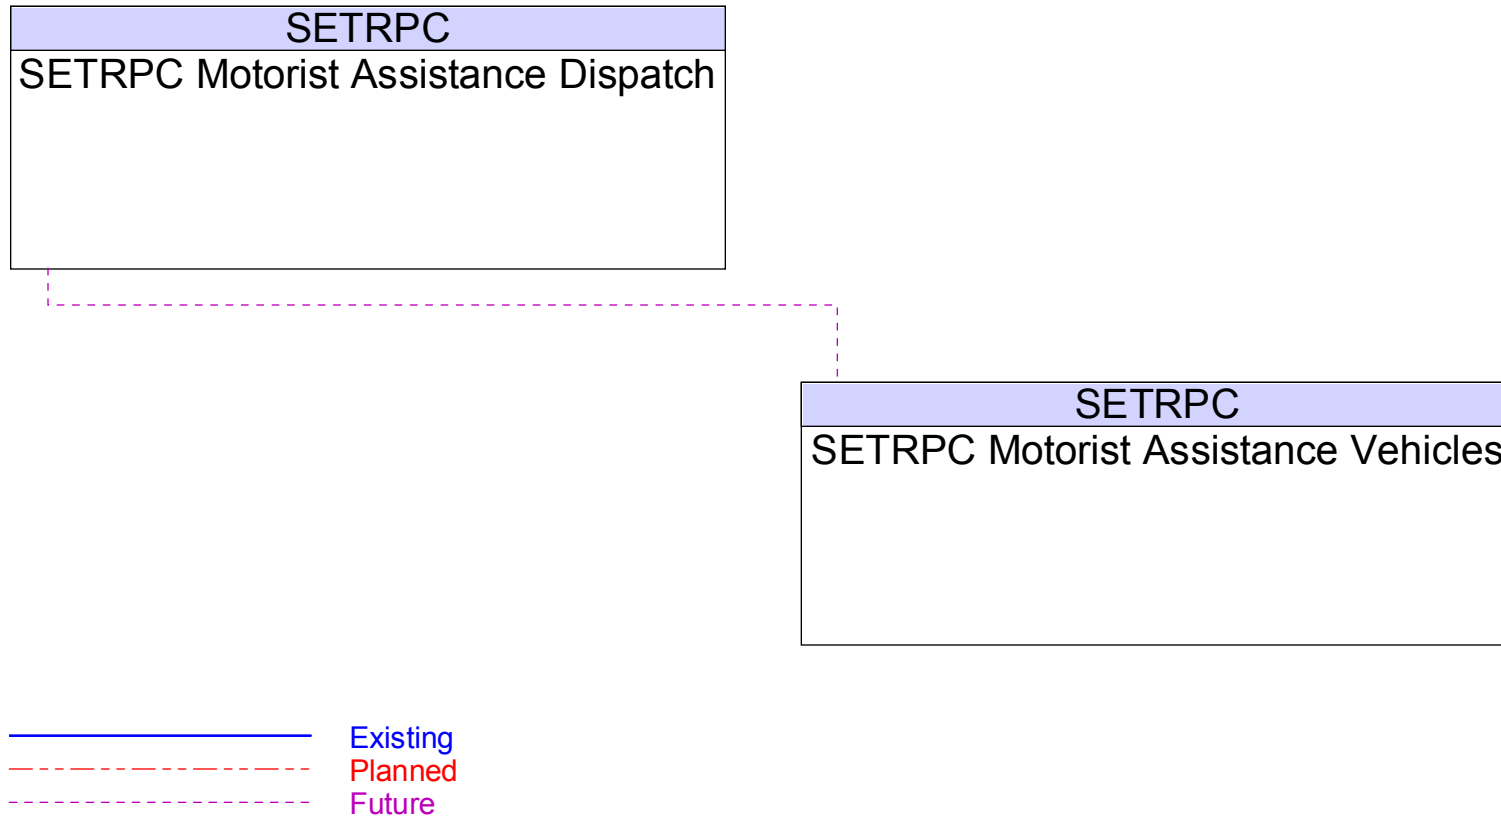 SETRPC
SETRPC Motorist Assistance Dispatch
SETRPC
SETRPC Motorist Assistance Vehicles
Existing
Planned
Future